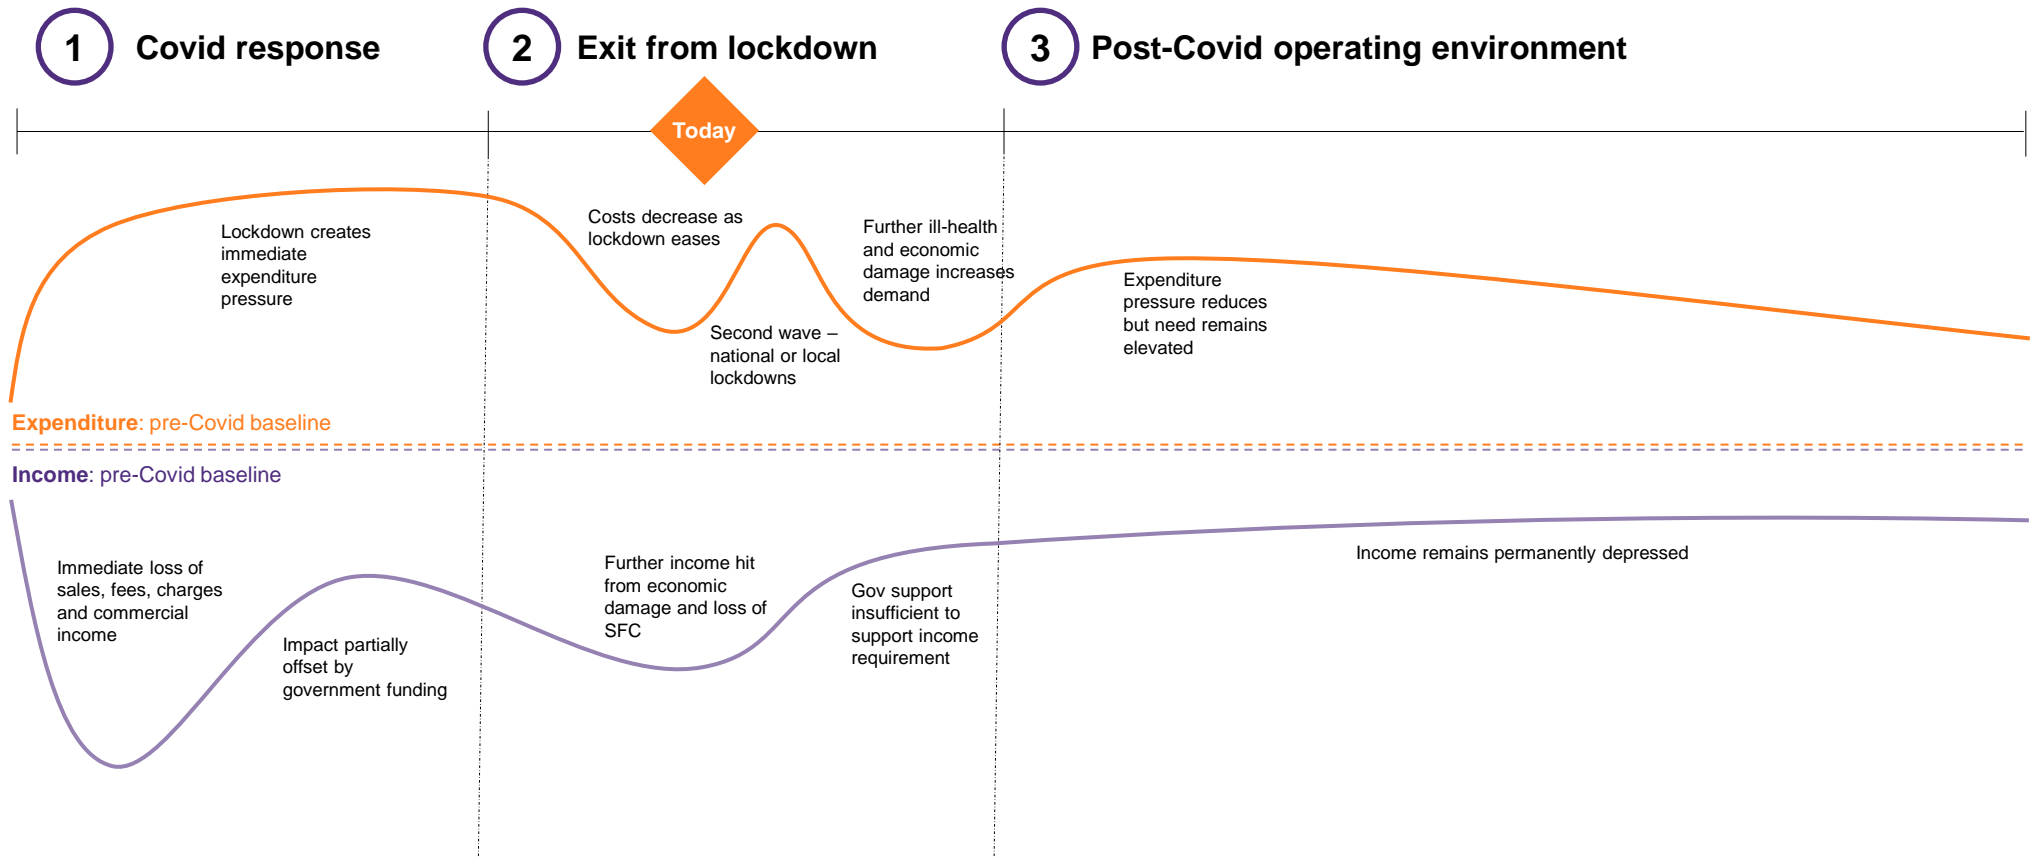 1
Covid response
2
Exit from lockdown
3
Post-Covid operating environment
Today
Lockdown creates
immediate
expenditure
pressure
Costs decrease as
lockdown eases
Second wave –
national or local
lockdowns
Further ill-health
and economic
damage increases
demand
Expenditure
pressure reduces
but need remains
elevated
Expenditure: pre-Covid baseline
Income: pre-Covid baseline
Immediate loss of
sales, fees, charges
and commercial
income
Impact partially
offset by
government funding
Further income hit
from economic
damage and loss of
SFC
Gov support
insufficient to
support income
requirement
Income remains permanently depressed